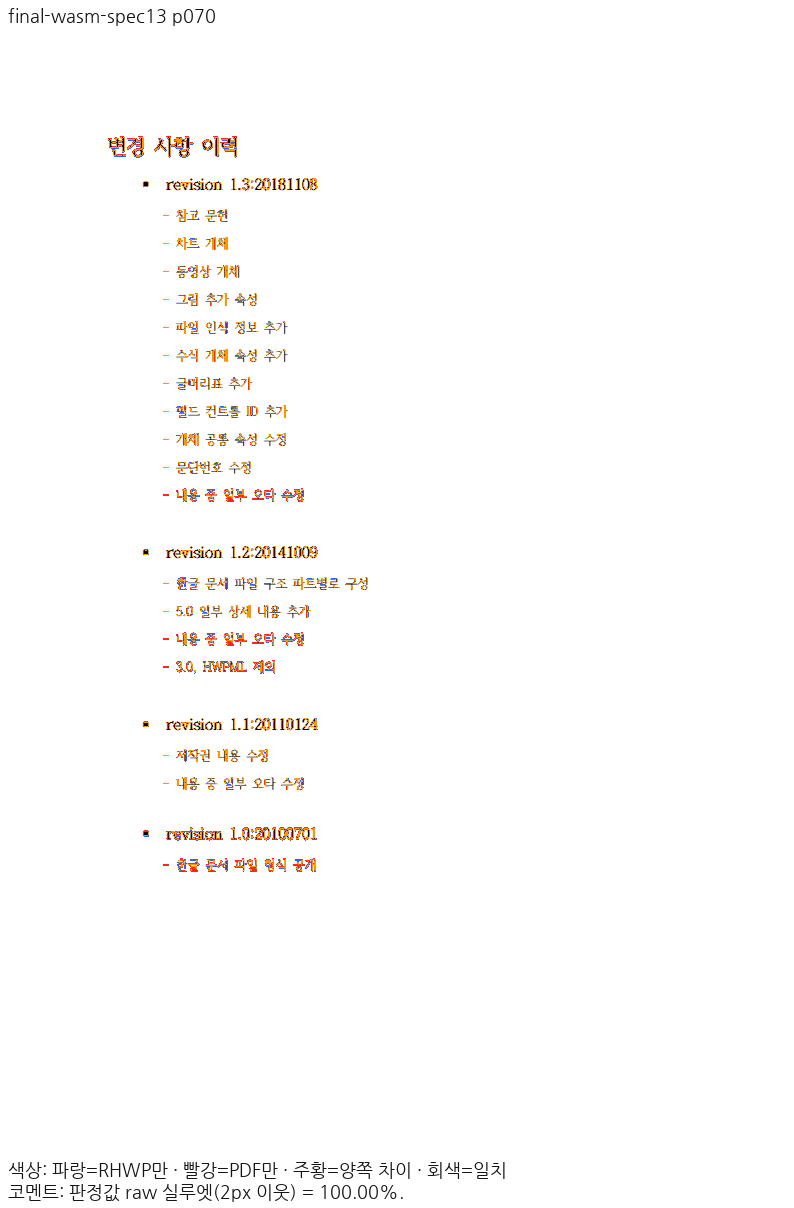 final-wasm-spec13 p070
변경 사항 이력
▪ revision 1.3:20181108
- 참고 문헌
- 차트 개체
- 동영상 개체
- 그림 추가 속성
- 파일 인식 정보 추가
- 수식 개체 속성 추가
- 글머리표 추가
- 필드 컨트롤 ID 추가
- 개체 공통 속성 수정
- 문단번호 수정
- 내용 중 일부 오타 수정
▪ revision 1.2:20141009
- 한글 문서 파일 구조 파트별로 구성
- 5.0 일부 상세 내용 추가
- 내용 중 일부 오타 수정
- 3.0, HWPML 제외
▪ revision 1.1:20110124
- 저작권 내용 수정
- 내용 중 일부 오타 수정
▪ revision 1.0:20100701
- 한글 문서 파일 형식 공개
색상: 파랑=RHWP만 · 빨강=PDF만 · 주황=양쪽 차이 · 회색=일치
코멘트: 판정값 raw 실루엣(2px 이웃) = 100.00%.